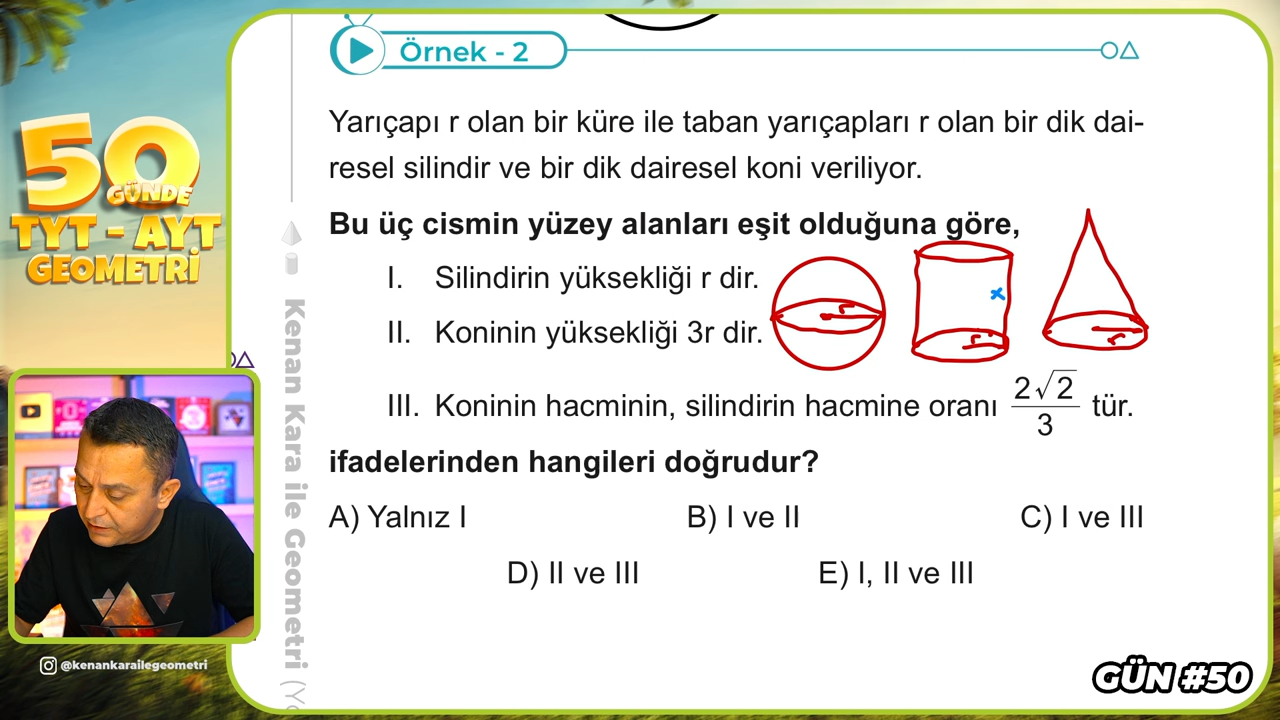 Örnek - 2
50
GÜNDE
TYT - AYT
GEOMETRİ
Yarıçapı r olan bir küre ile taban yarıçapları r olan bir dik dai-
resel silindir ve bir dik dairesel koni veriliyor.
Bu üç cismin yüzey alanları eşit olduğuna göre,
I. Silindirin yüksekliği r dir.
II. Koninin yüksekliği 3r dir.
r
x
r
r
III. Koninin hacminin, silindirin hacmine oranı 2√2/3 tür.
ifadelerinden hangileri doğrudur?
A) Yalnız I
B) I ve II
C) I ve III
D) II ve III
E) I, II ve III
Kenan Kara ile Geometri (Yo
@kenankarailegeometri
GÜN #50